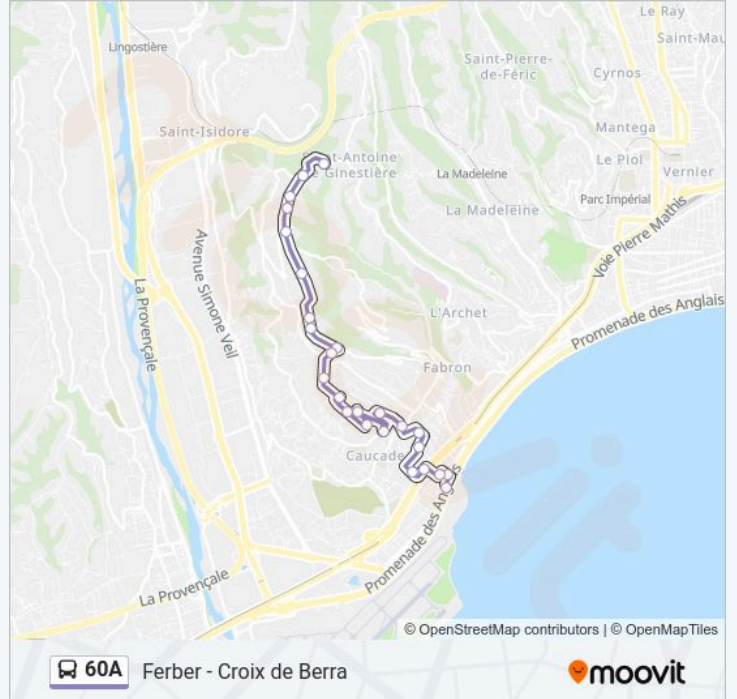 Le Ray
Lingostière
Saint-Mau
Saint-Pierre-
de-Féric
Cyrnos
Saint-Isidore
Mantega
Le Piol
Vernier
La Madeleine
Parc Impérial
La Madeleine
Ginestière
Avenue Simone Veil
Voie Pierre Mathis
La Provençale
L'Archet
Promenade des Anglais
Fabron
Caucade
Promenade des Anglais
La Provençale
© OpenStreetMap contributors | © OpenMapTiles
60A
Ferber - Croix de Berra
moovit